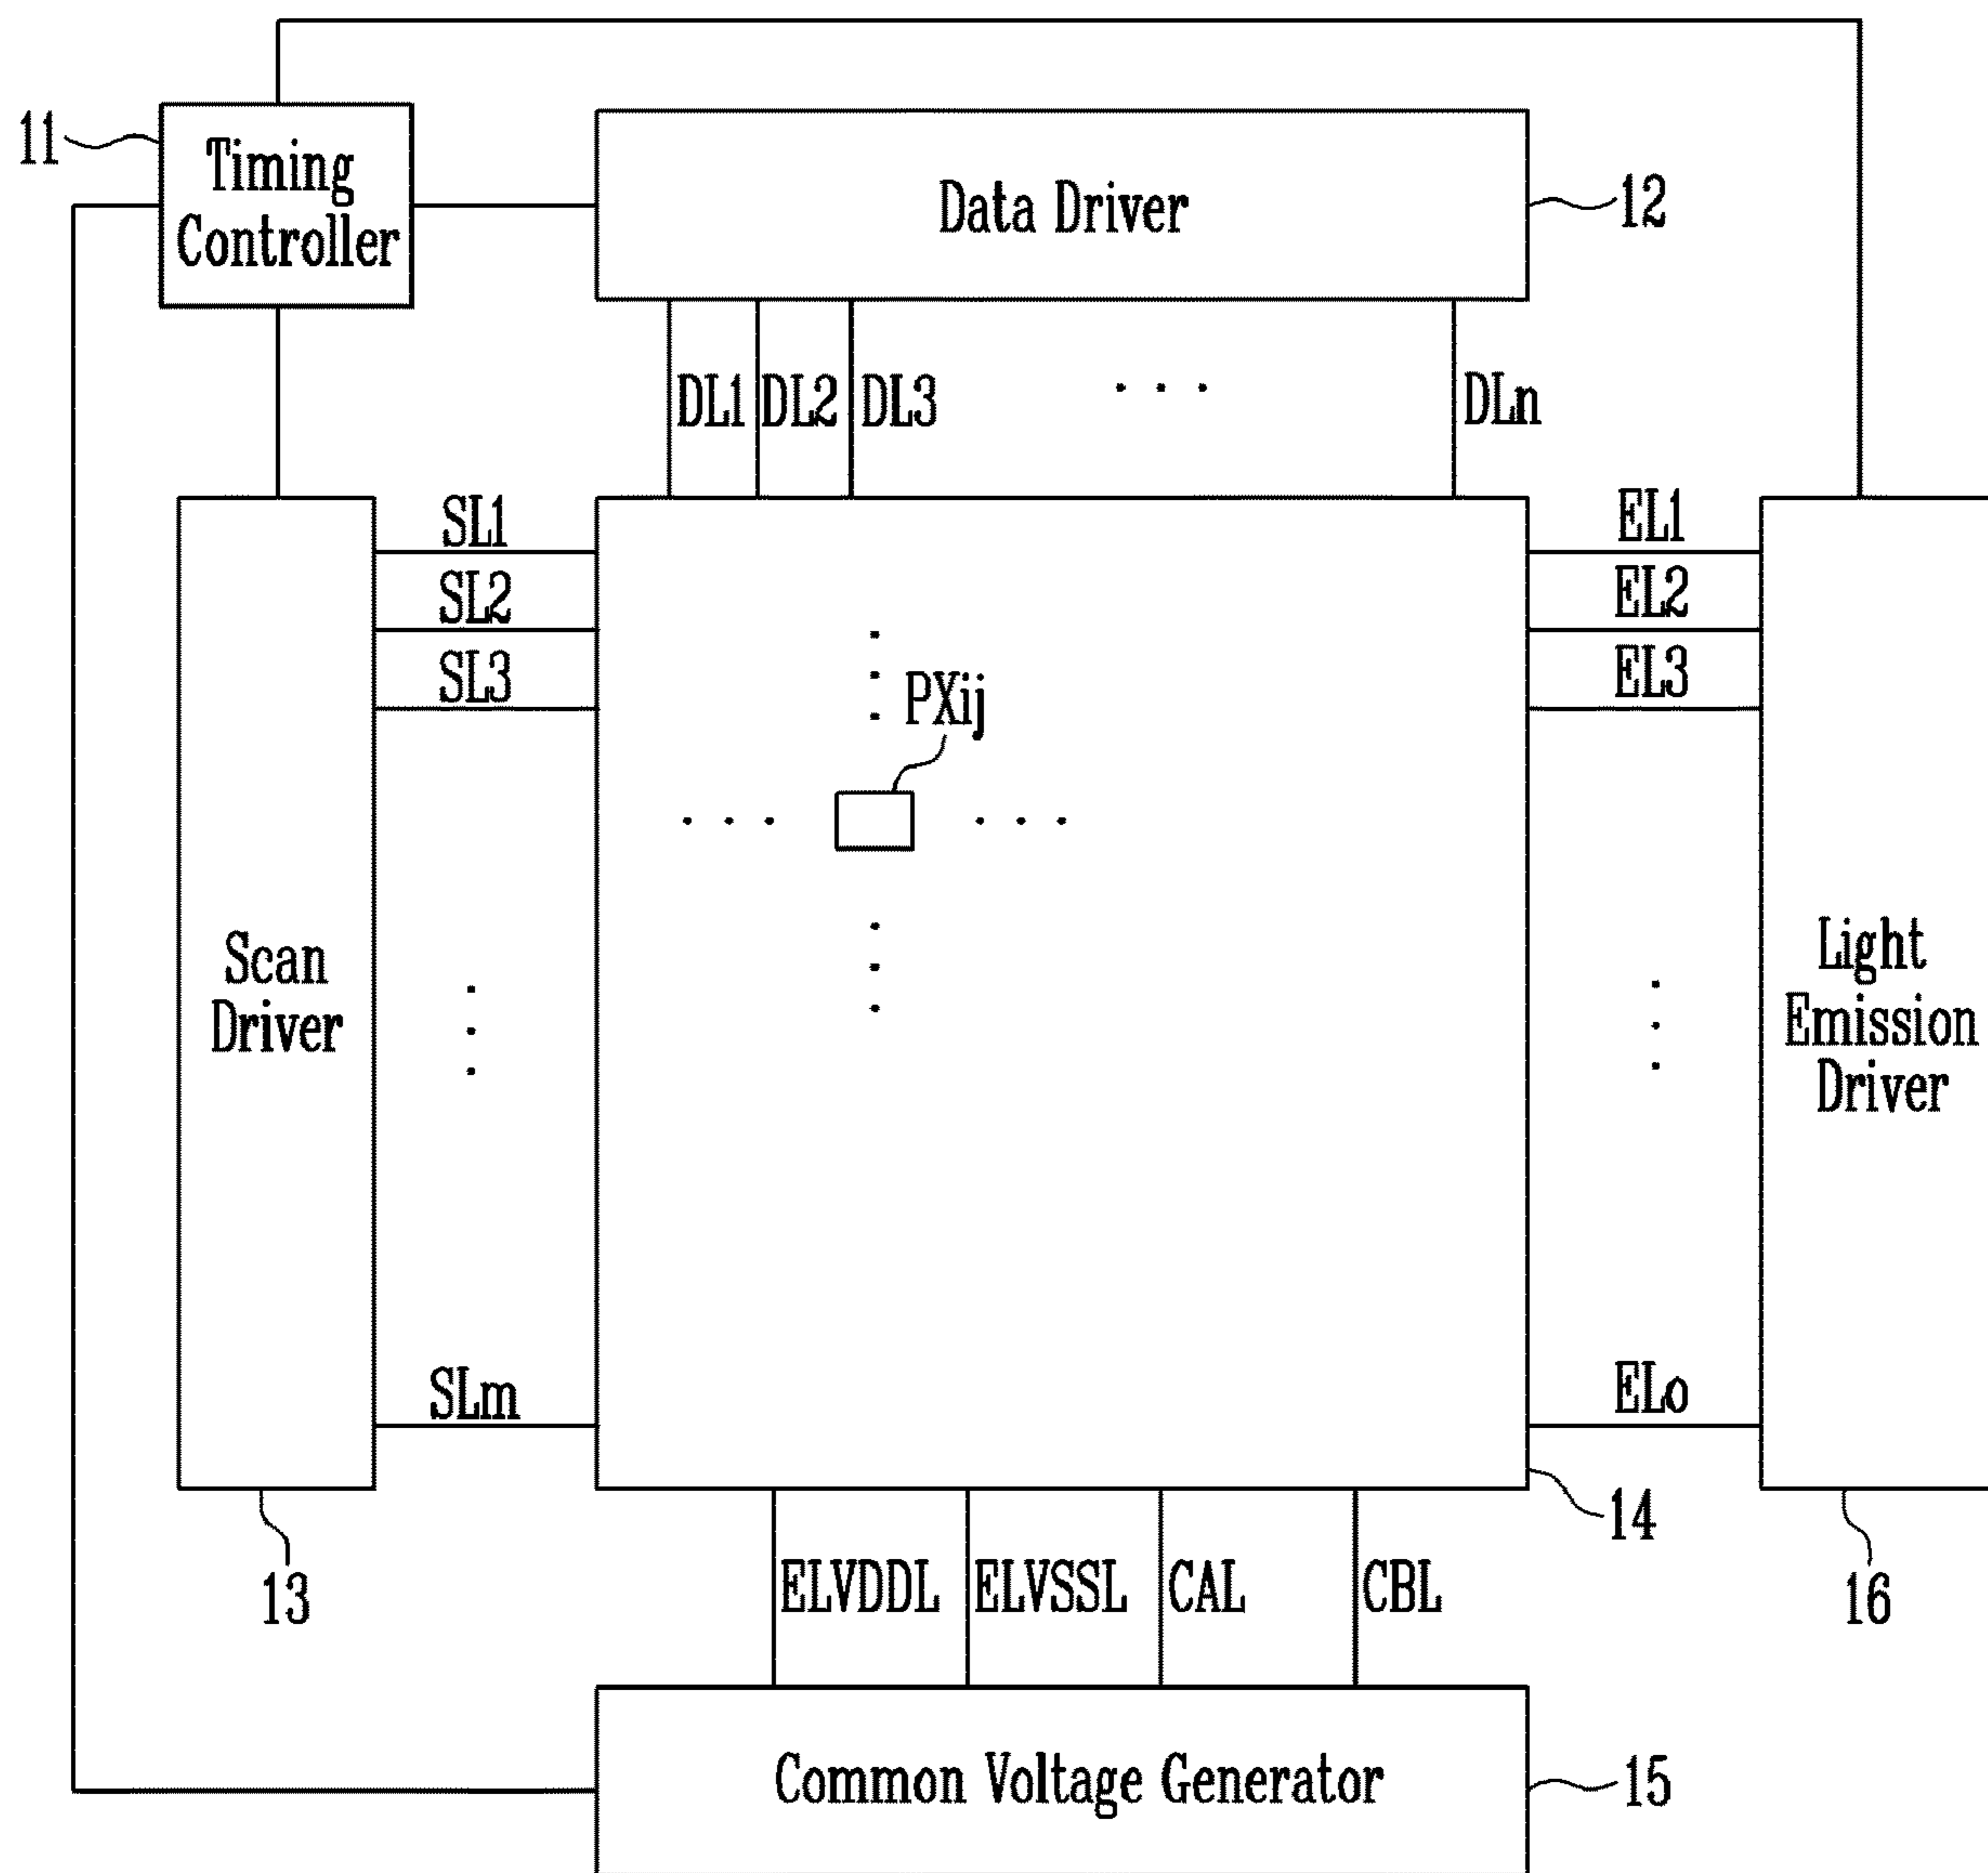 11
Timing
Controller
Data Driver
12
DL1
DL2
DL3
. . .
DLn
SL1
SL2
SL3
SLm
EL1
EL2
EL3
ELo
PXij
Scan
Driver
Light
Emission
Driver
13
14
16
ELVDDL
ELVSSL
CAL
CBL
Common Voltage Generator
15